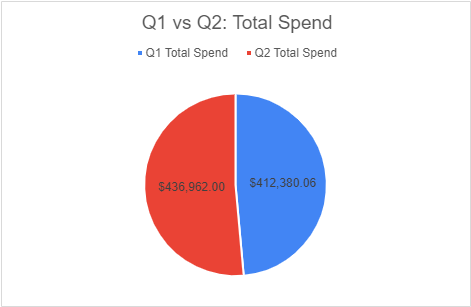 Q1 vs Q2: Total Spend
Q1 Total Spend Q2 Total Spend
$436,962.00 $412,380.06